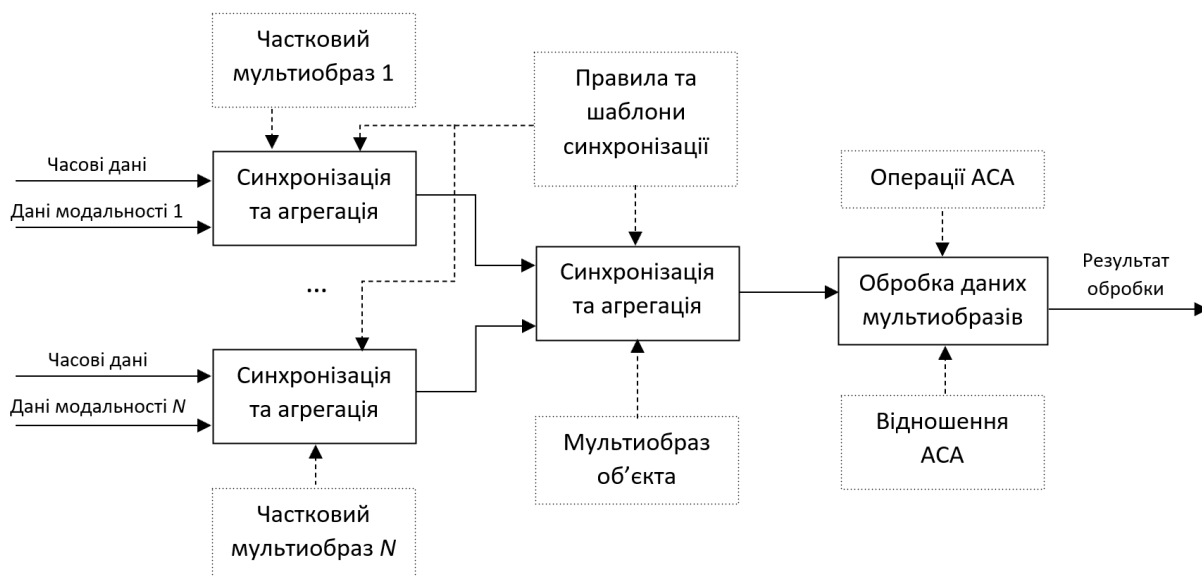 Частковий
мультиобраз 1
Правила та
шаблони
синхронізації
Часові дані
Дані модальності 1
Синхронізація
та агрегація
Операції АСА
...
Синхронізація
та агрегація
Обробка даних
мультиобразів
Результат
обробки
Часові дані
Дані модальності N
Синхронізація
та агрегація
Мультиобраз
об’єкта
Відношення
АСА
Частковий
мультиобраз N